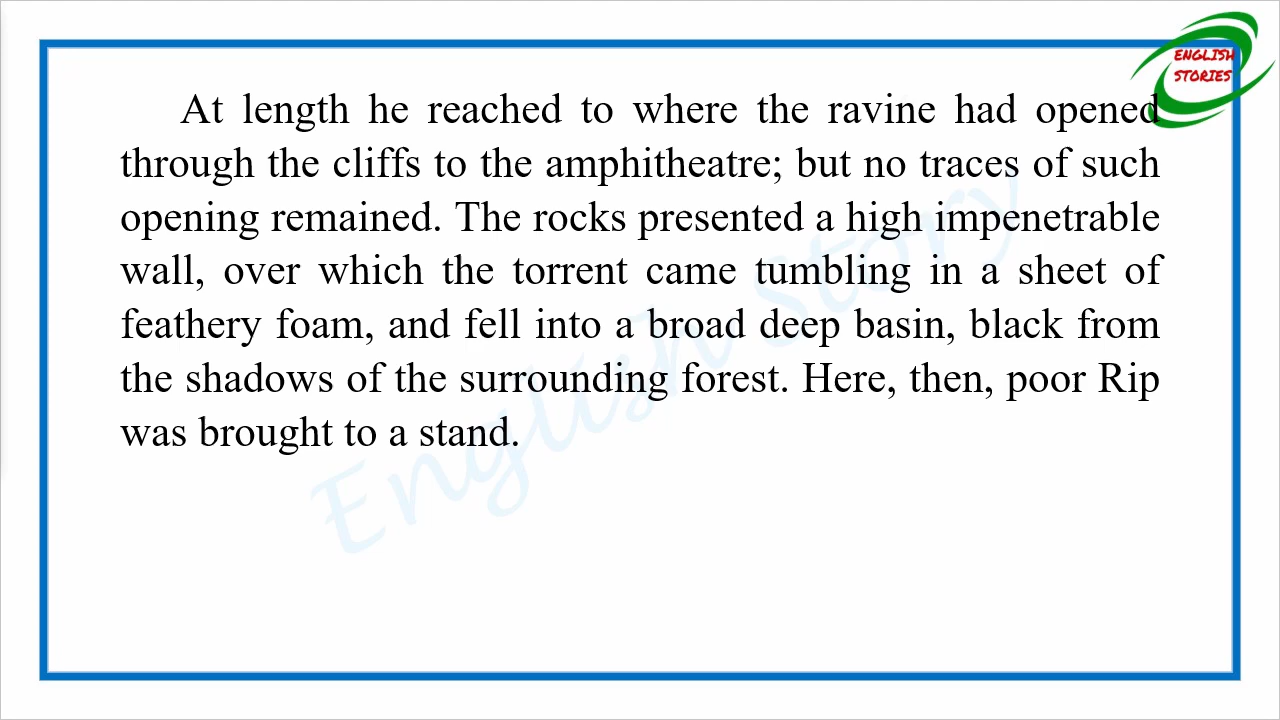 ENGLISH
STORIES
At length he reached to where the ravine had opened
through the cliffs to the amphitheatre; but no traces of such
opening remained. The rocks presented a high impenetrable
wall, over which the torrent came tumbling in a sheet of
feathery foam, and fell into a broad deep basin, black from
the shadows of the surrounding forest. Here, then, poor Rip
was brought to a stand.
English Story